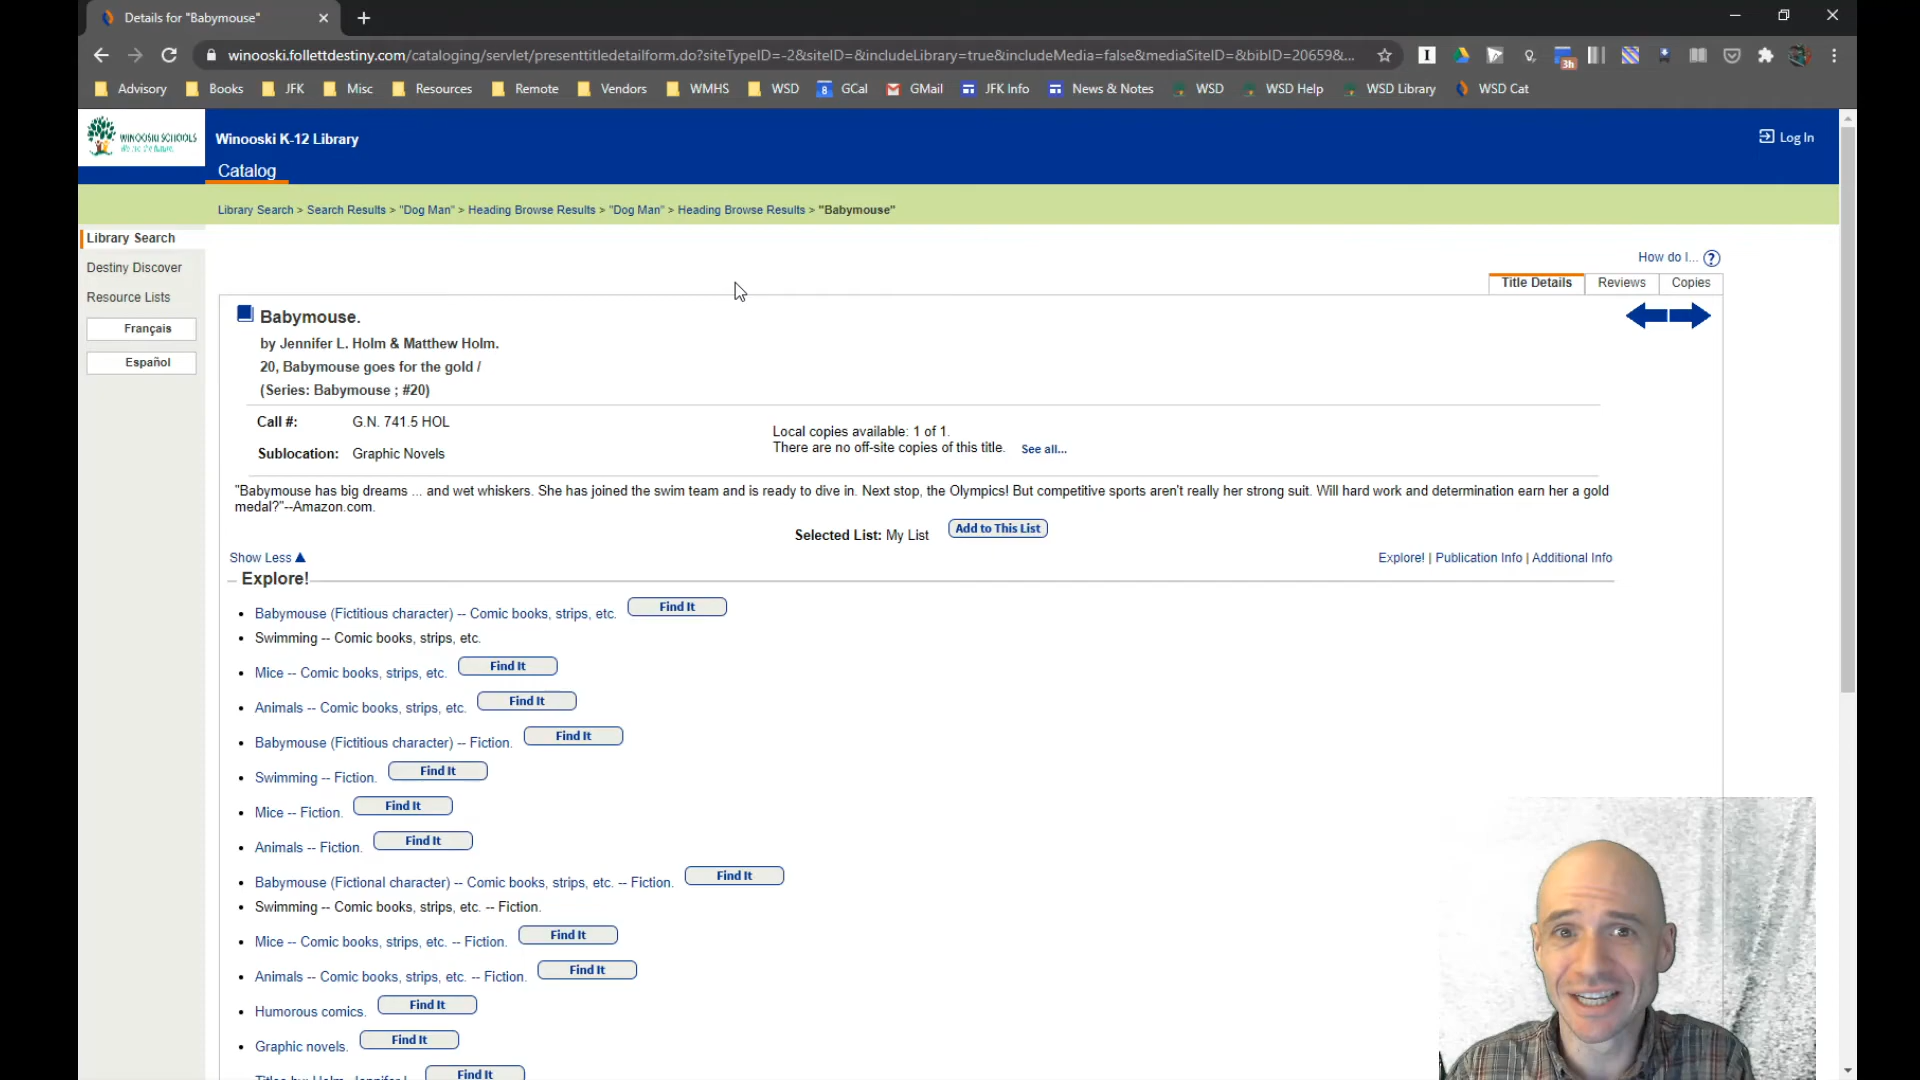 Details for "Babymouse"
winooski.follettdestiny.com/cataloging/servlet/presenttitledetailform.do?siteTypeID=-2&siteID=&includeLibrary=true&includeMedia=false&mediaSiteID=&bibID=20659&...
3h
Advisory Books JFK Misc Resources Remote Vendors WMHS WSD 8 GCal GMail JFK Info News & Notes WSD WSD Help WSD Library WSD Cat
WINOOSKI SCHOOLS
Winooski K-12 Library
Log In
Catalog
Library Search > Search Results > "Dog Man" > Heading Browse Results > "Dog Man" > Heading Browse Results > "Babymouse"
Library Search
Destiny Discover
Resource Lists
Français
Español
How do I... ?
Title Details Reviews Copies
Babymouse.
by Jennifer L. Holm & Matthew Holm.
20, Babymouse goes for the gold /
(Series: Babymouse ; #20)
Call #: G.N. 741.5 HOL
Sublocation: Graphic Novels
Local copies available: 1 of 1.
There are no off-site copies of this title. See all...
"Babymouse has big dreams ... and wet whiskers. She has joined the swim team and is ready to dive in. Next stop, the Olympics! But competitive sports aren't really her strong suit. Will hard work and determination earn her a gold
medal?"--Amazon.com.
Selected List: My List Add to This List
Show Less Explore! | Publication Info | Additional Info
Explore!
Babymouse (Fictitious character) -- Comic books, strips, etc. Find It
Swimming -- Comic books, strips, etc.
Mice -- Comic books, strips, etc. Find It
Animals -- Comic books, strips, etc. Find It
Babymouse (Fictitious character) -- Fiction. Find It
Swimming -- Fiction. Find It
Mice -- Fiction. Find It
Animals -- Fiction. Find It
Babymouse (Fictional character) -- Comic books, strips, etc. -- Fiction. Find It
Swimming -- Comic books, strips, etc. -- Fiction.
Mice -- Comic books, strips, etc. -- Fiction. Find It
Animals -- Comic books, strips, etc. -- Fiction. Find It
Humorous comics. Find It
Graphic novels. Find It
Titles by: Holm, Jennifer L. Find It